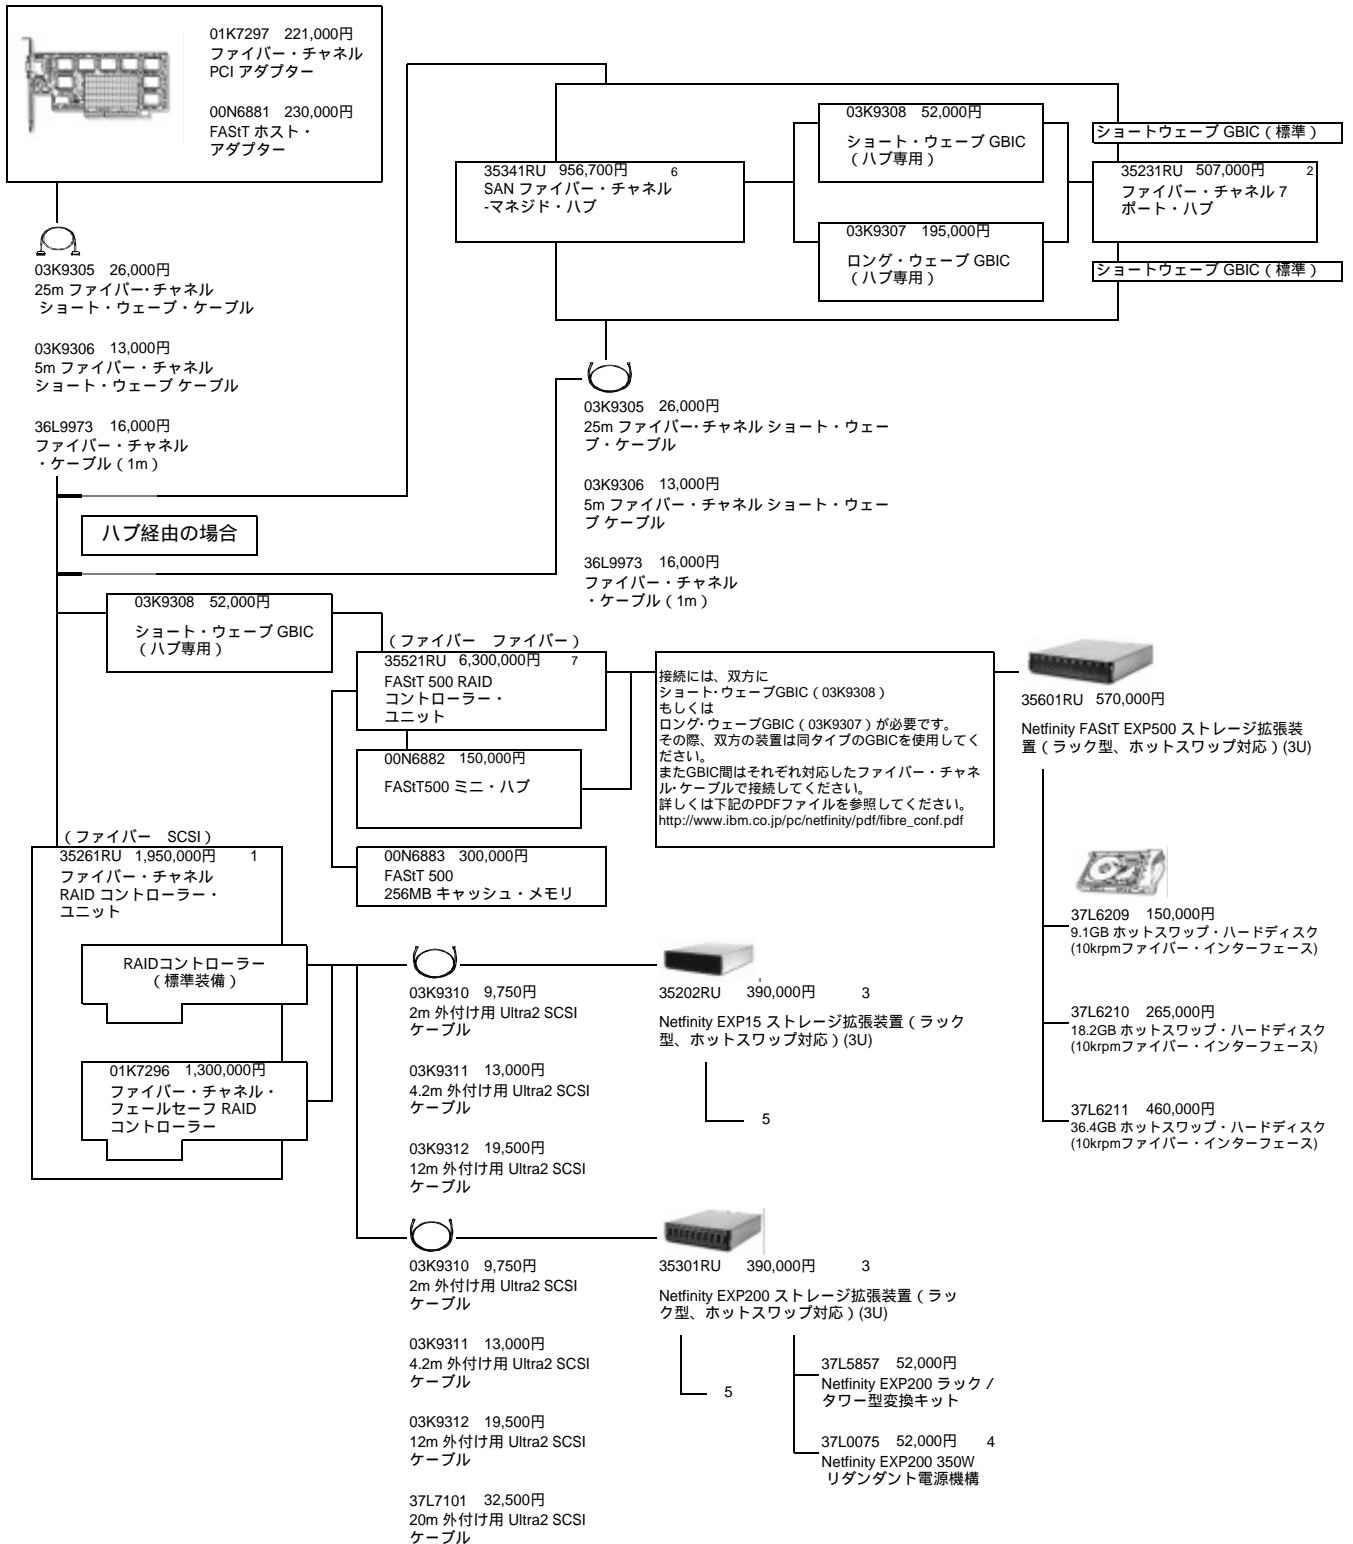 01K7297 221,000円
ファイバー・チャネル
PCI アダプター
00N6881 230,000円
FAStT ホスト・
アダプター
03K9305 26,000円
25m ファイバー・チャネル
ショート・ウェーブ・ケーブル
03K9306 13,000円
5m ファイバー・チャネル
ショート・ウェーブ ケーブル
36L9973 16,000円
ファイバー・チャネル
・ケーブル（1m）
ハブ経由の場合
35341RU 956,700円 6
SAN ファイバー・チャネル
-マネジド・ハブ
03K9308 52,000円
ショート・ウェーブ GBIC
（ハブ専用）
03K9307 195,000円
ロング・ウェーブ GBIC
（ハブ専用）
ショートウェーブ GBIC（標準）
35231RU 507,000円 2
ファイバー・チャネル 7
ポート・ハブ
ショートウェーブ GBIC（標準）
03K9305 26,000円
25m ファイバー・チャネル ショート・ウェー
ブ・ケーブル
03K9306 13,000円
5m ファイバー・チャネル ショート・ウェー
ブ ケーブル
36L9973 16,000円
ファイバー・チャネル
・ケーブル（1m）
03K9308 52,000円
ショート・ウェーブ GBIC
（ハブ専用）
（ファイバー ファイバー）
35521RU 6,300,000円 7
FAStT 500 RAID
コントローラー・
ユニット
00N6882 150,000円
FAStT500 ミニ・ハブ
00N6883 300,000円
FAStT 500
256MB キャッシュ・メモリ
接続には、双方に
ショート・ウェーブGBIC（03K9308）
もしくは
ロング・ウェーブGBIC（03K9307）が必要です。
その際、双方の装置は同タイプのGBICを使用してく
ださい。
またGBIC間はそれぞれ対応したファイバー・チャネ
ル・ケーブルで接続してください。
詳しくは下記のPDFファイルを参照してください。
http://www.ibm.co.jp/pc/netfinity/pdf/fibre_conf.pdf
35601RU 570,000円
Netfinity FAStT EXP500 ストレージ拡張装
置（ラック型、ホットスワップ対応）(3U)
37L6209 150,000円
9.1GB ホットスワップ・ハードディスク
(10krpmファイバー・インターフェース)
37L6210 265,000円
18.2GB ホットスワップ・ハードディスク
(10krpmファイバー・インターフェース)
37L6211 460,000円
36.4GB ホットスワップ・ハードディスク
(10krpmファイバー・インターフェース)
（ファイバー SCSI）
35261RU 1,950,000円 1
ファイバー・チャネル
RAID コントローラー・
ユニット
RAIDコントローラー
（標準装備）
01K7296 1,300,000円
ファイバー・チャネル・
フェールセーフ RAID
コントローラー
03K9310 9,750円
2m 外付け用 Ultra2 SCSI
ケーブル
03K9311 13,000円
4.2m 外付け用 Ultra2 SCSI
ケーブル
03K9312 19,500円
12m 外付け用 Ultra2 SCSI
ケーブル
35202RU 390,000円 3
Netfinity EXP15 ストレージ拡張装置（ラック
型、ホットスワップ対応）(3U)
5
03K9310 9,750円
2m 外付け用 Ultra2 SCSI
ケーブル
03K9311 13,000円
4.2m 外付け用 Ultra2 SCSI
ケーブル
03K9312 19,500円
12m 外付け用 Ultra2 SCSI
ケーブル
37L7101 32,500円
20m 外付け用 Ultra2 SCSI
ケーブル
35301RU 390,000円 3
Netfinity EXP200 ストレージ拡張装置（ラッ
ク型、ホットスワップ対応）(3U)
5
37L5857 52,000円
Netfinity EXP200 ラック /
タワー型変換キット
37L0075 52,000円 4
Netfinity EXP200 350W
リダンダント電源機構